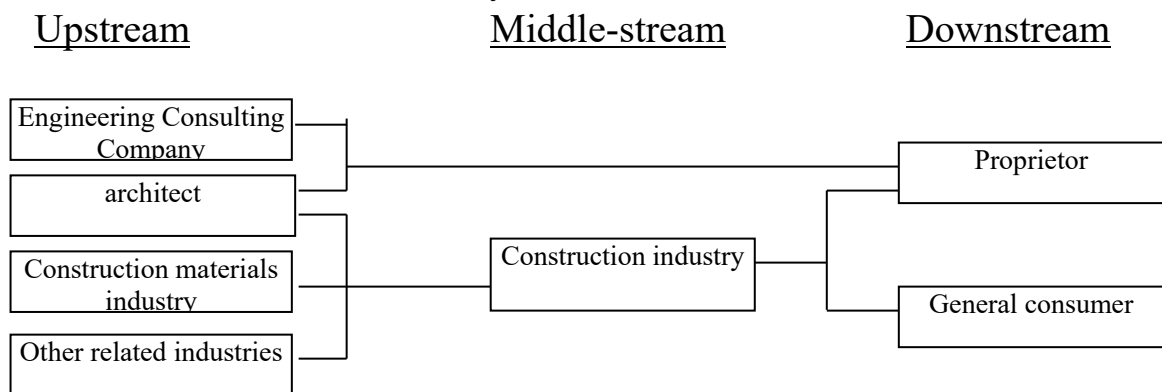 Upstream
Middle-stream
Downstream
Engineering Consulting
Company
architect
Construction materials
industry
Other related industries
Construction industry
Proprietor
General consumer